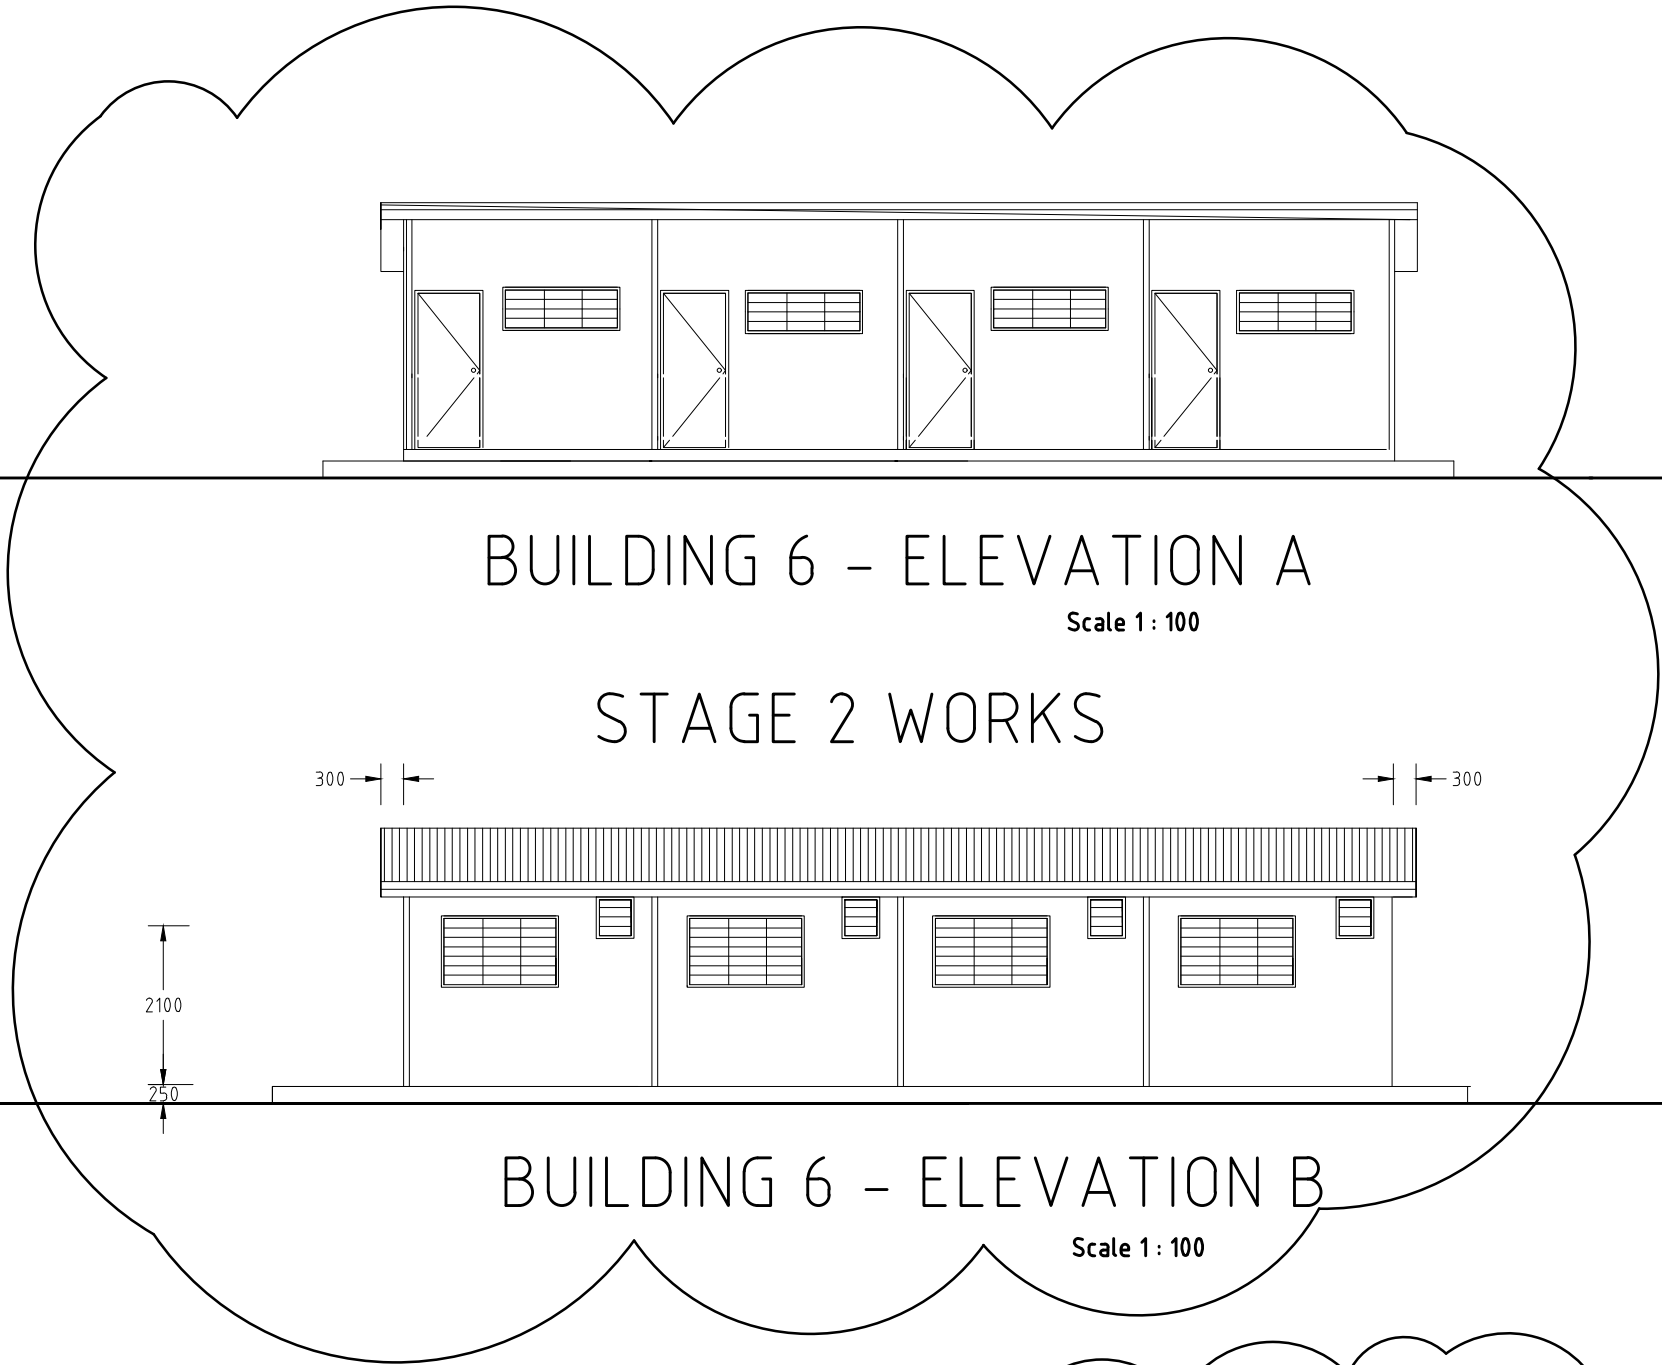 BUILDING 6 - ELEVATION A
Scale 1 : 100
STAGE 2 WORKS
300
300
2100
250
BUILDING 6 - ELEVATION B
Scale 1 : 100